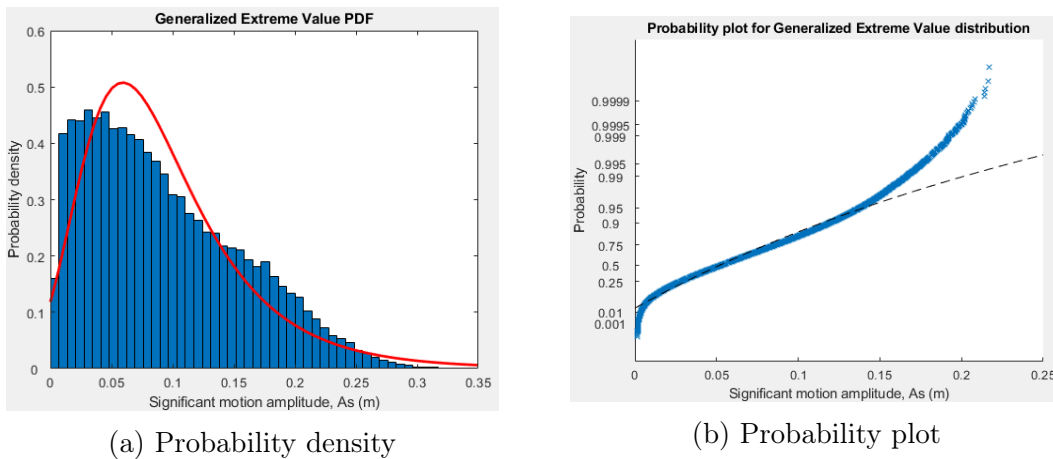 Generalized Extreme Value PDF
0.6
0.5
0.4
0.3
0.2
0.1
0
Probability density
0 0.05 0.1 0.15 0.2 0.25 0.3 0.35
Significant motion amplitude, As (m)
(a) Probability density
Probability plot for Generalized Extreme Value distribution
0.9999
0.9995
0.999
0.995
0.99
0.95
0.9
0.75
0.5
0.25
0.01
0.001
Probability
0 0.05 0.1 0.15 0.2 0.25
Significant motion amplitude, As (m)
(b) Probability plot